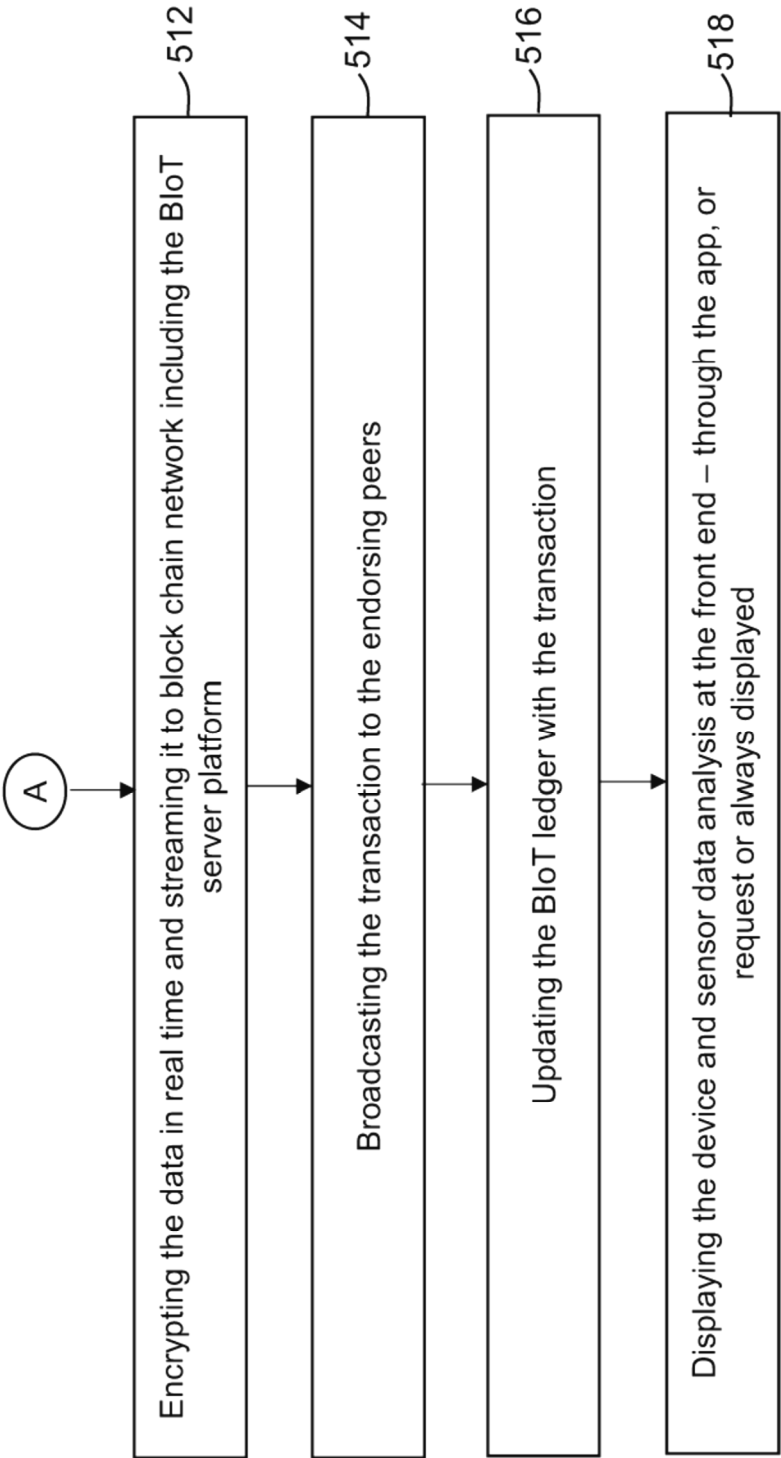 A
512
Encrypting the data in real time and streaming it to block chain network including the BIoT
server platform
514
Broadcasting the transaction to the endorsing peers
516
Updating the BIoT ledger with the transaction
518
Displaying the device and sensor data analysis at the front end – through the app, or
request or always displayed